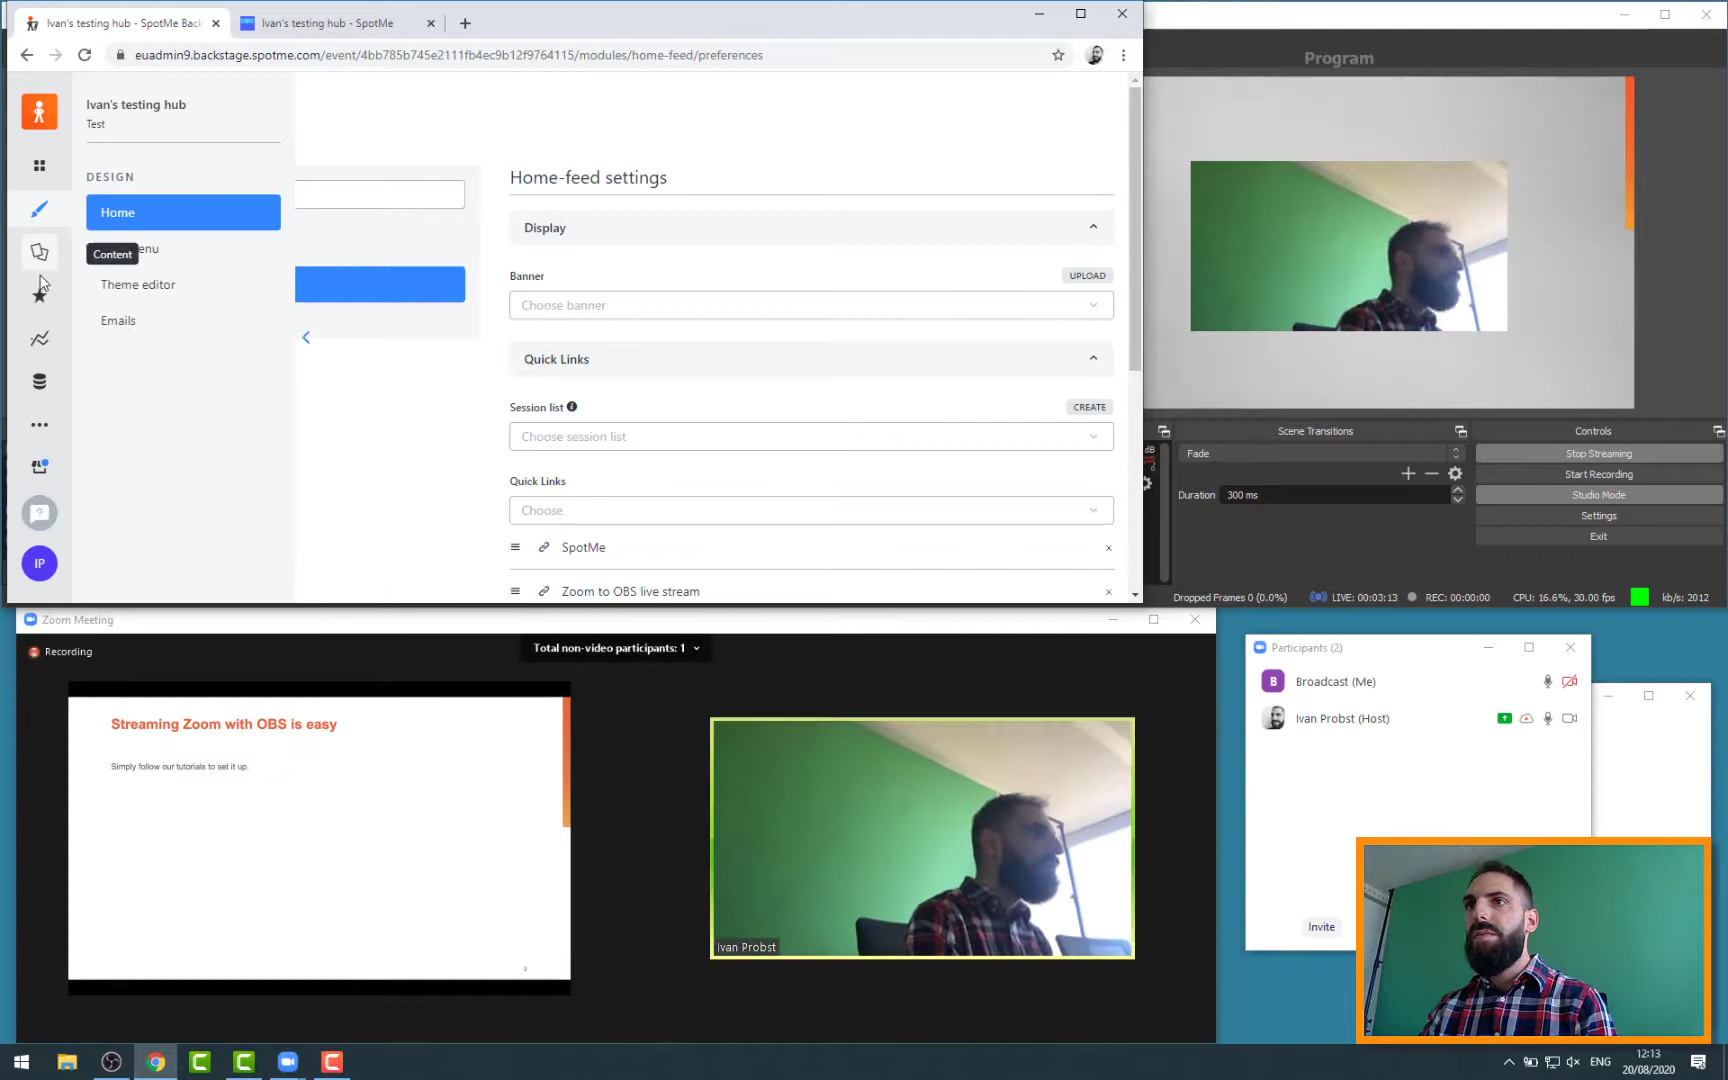 Ivan's testing hub - SpotMe Back
Ivan's testing hub - SpotMe
euadmin9.backstage.spotme.com/event/4bb785b745e2111fb4ec9b12f9764115/modules/home-feed/preferences
Program
Ivan's testing hub
Test
DESIGN
Home
Content
enu
Theme editor
Emails
IP
Home-feed settings
Display
Banner
UPLOAD
Choose banner
Quick Links
Session list
CREATE
Choose session list
Quick Links
Choose
SpotMe
Zoom to OBS live stream
dB
Scene Transitions
Controls
Fade
Duration
300 ms
Stop Streaming
Start Recording
Studio Mode
Settings
Exit
Dropped Frames 0 (0.0%)
LIVE: 00:03:13
REC: 00:00:00
CPU: 16.6%, 30.00 fps
kb/s: 2012
Zoom Meeting
Recording
Total non-video participants: 1
Streaming Zoom with OBS is easy
Simply follow our tutorials to set it up.
2
Ivan Probst
Participants (2)
B
Broadcast (Me)
Ivan Probst (Host)
Invite
ENG
12:13
20/08/2020